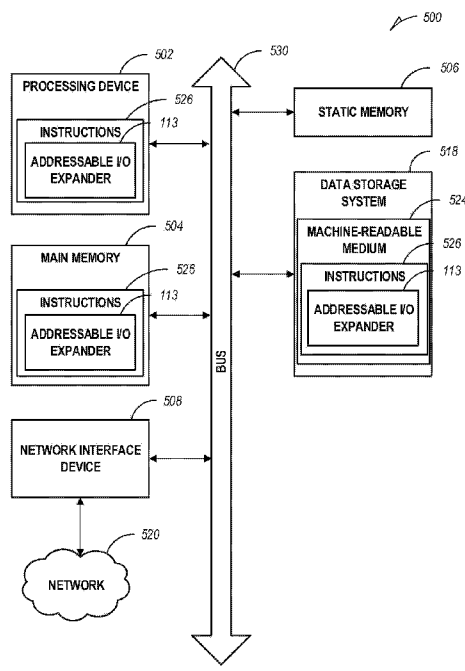 500
502
PROCESSING DEVICE
526
INSTRUCTIONS
113
ADDRESSABLE I/O
EXPANDER
504
MAIN MEMORY
526
INSTRUCTIONS
113
ADDRESSABLE I/O
EXPANDER
508
NETWORK INTERFACE
DEVICE
520
NETWORK
530
BUS
506
STATIC MEMORY
518
DATA STORAGE
SYSTEM
524
MACHINE-READABLE
MEDIUM
526
INSTRUCTIONS
113
ADDRESSABLE I/O
EXPANDER